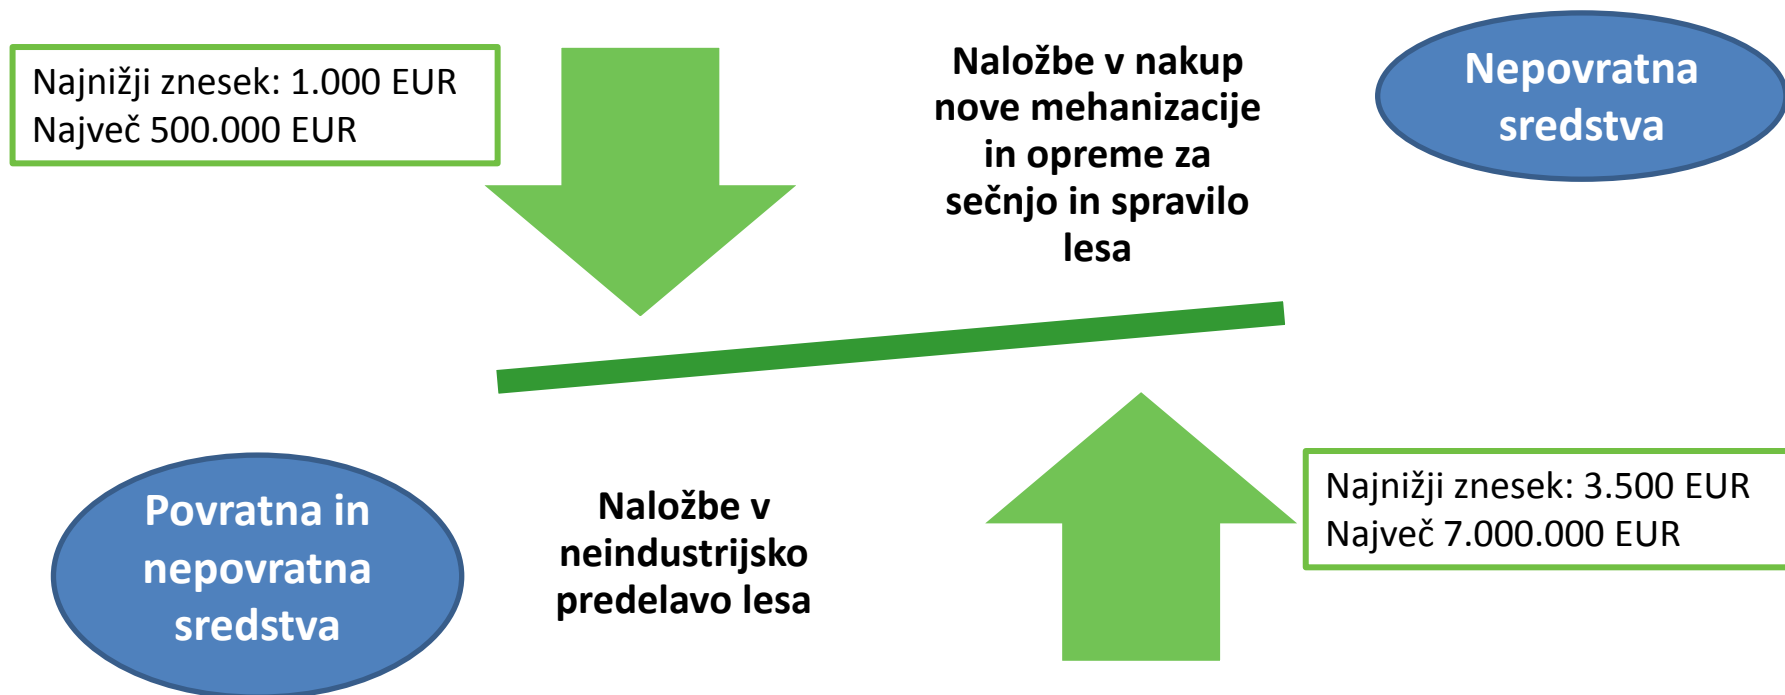 Najnižji znesek: 1.000 EUR
Največ 500.000 EUR
Naložbe v nakup
nove mehanizacije
in opreme za
sečnjo in spravilo
lesa
Nepovratna
sredstva
Povratna in
nepovratna
sredstva
Naložbe v
neindustrijsko
predelavo lesa
Najnižji znesek: 3.500 EUR
Največ 7.000.000 EUR